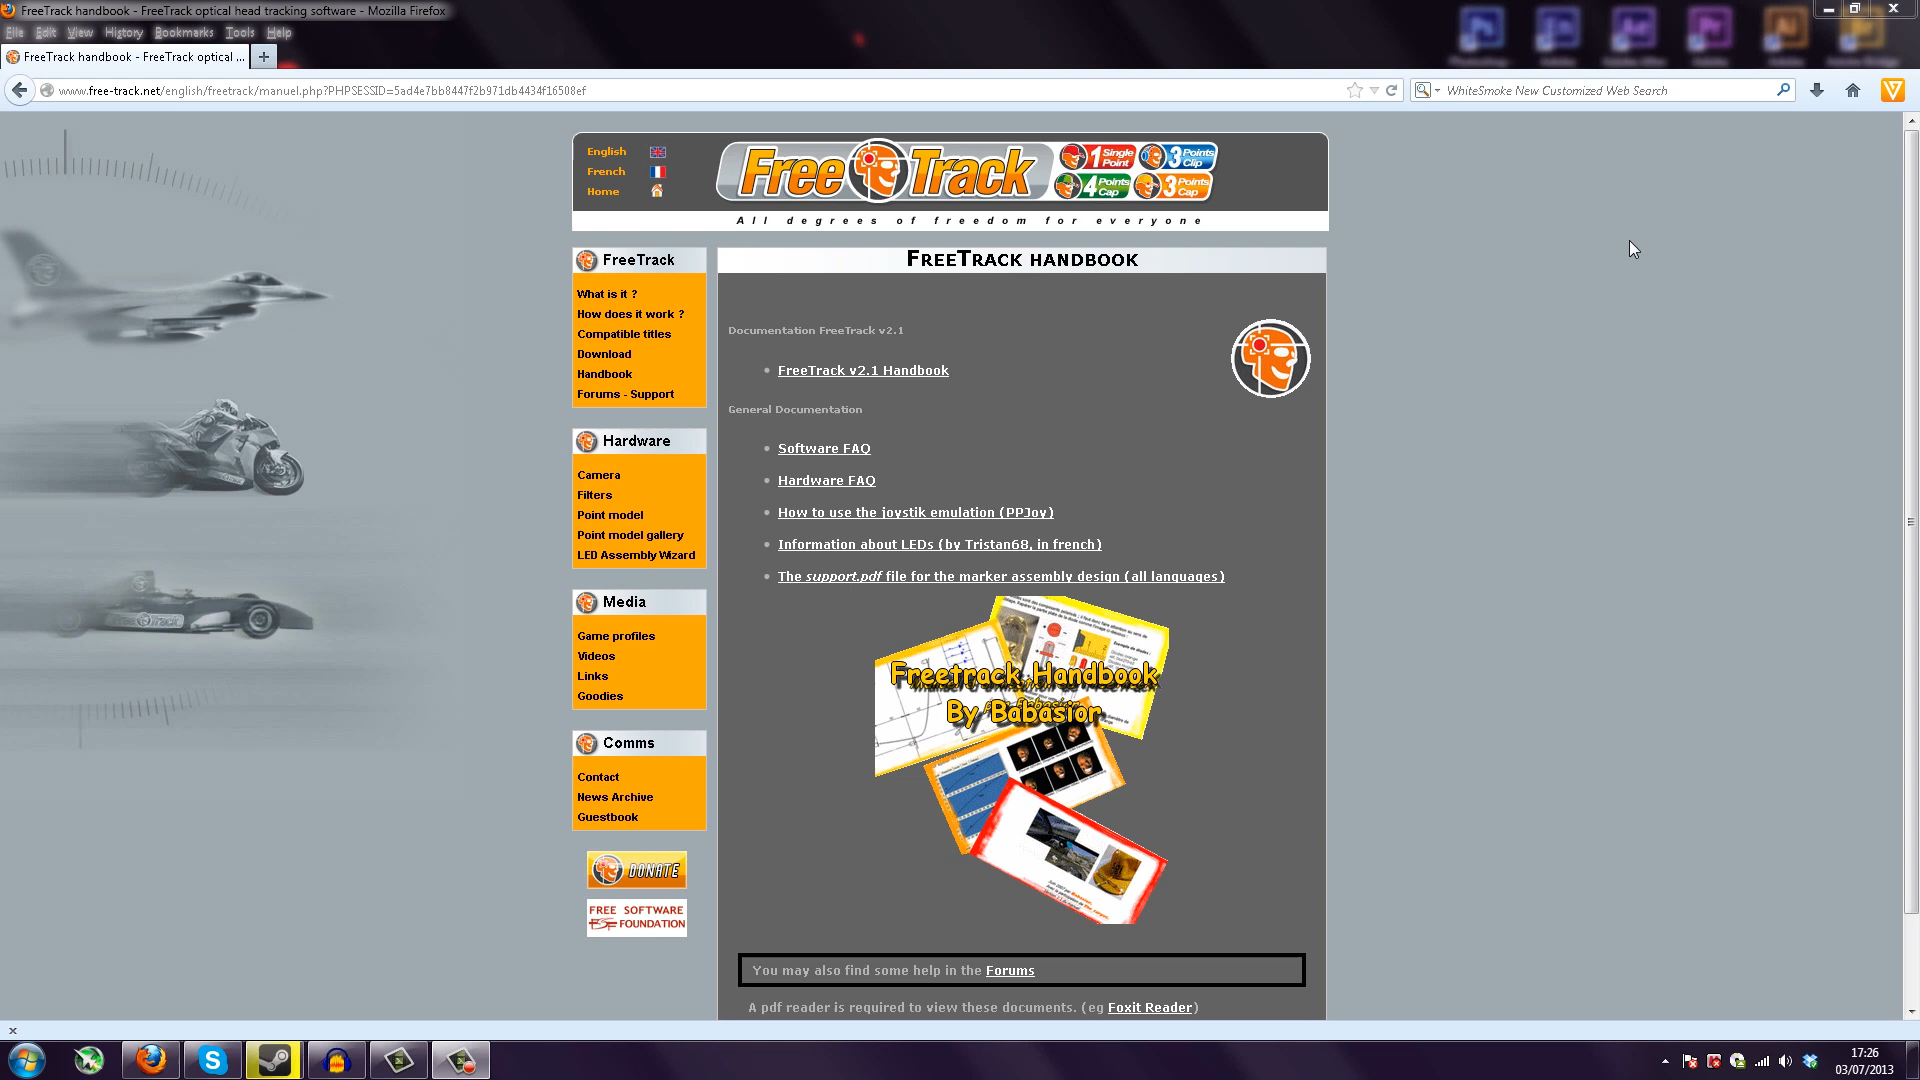 FreeTrack handbook - FreeTrack optical head tracking software - Mozilla Firefox
File Edit View History Bookmarks Tools Help
FreeTrack handbook - FreeTrack optical ...
www.free-track.net/english/freetrack/manuel.php?PHPSESSID=5ad4e7bb8447f2b971db4434f16508ef
WhiteSmoke New Customized Web Search
English
French
Home
Free Track
1 Single Point
3 Points Clip
4 Points Cap
3 Points Cap
All degrees of freedom for everyone
FreeTrack
What is it ?
How does it work ?
Compatible titles
Download
Handbook
Forums - Support
Hardware
Camera
Filters
Point model
Point model gallery
LED Assembly Wizard
Media
Game profiles
Videos
Links
Goodies
Comms
Contact
News Archive
Guestbook
DONATE
FREE SOFTWARE
FOUNDATION
FREETRACK HANDBOOK
Documentation FreeTrack v2.1
FreeTrack v2.1 Handbook
General Documentation
Software FAQ
Hardware FAQ
How to use the joystik emulation (PPJoy)
Information about LEDs (by Tristan68, in french)
The support.pdf file for the marker assembly design (all languages)
Freetrack Handbook
By Babasior
You may also find some help in the Forums
A pdf reader is required to view these documents. (eg Foxit Reader)
17:26
03/07/2013